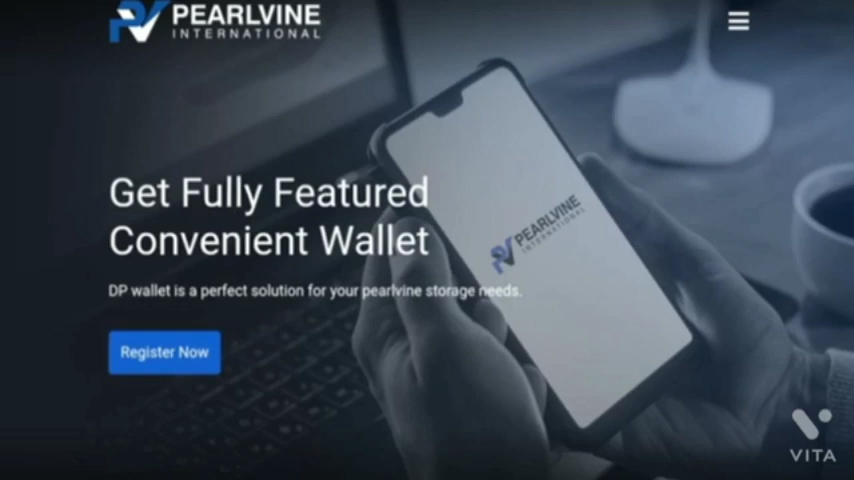 PEARLVINE
INTERNATIONAL
Get Fully Featured
Convenient Wallet
DP wallet is a perfect solution for your pearlvine storage needs.
Register Now
PEARLVINE
INTERNATIONAL
VITA